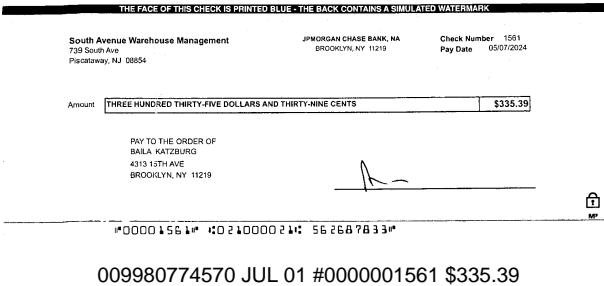 THE FACE OF THIS CHECK IS PRINTED BLUE - THE BACK CONTAINS A SIMULATED WATERMARK
South Avenue Warehouse Management
739 South Ave
Piscataway, NJ 08854
JPMORGAN CHASE BANK, NA
BROOKLYN, NY 11219
Check Number 1561
Pay Date 05/07/2024
Amount THREE HUNDRED THIRTY-FIVE DOLLARS AND THIRTY-NINE CENTS $335.39
PAY TO THE ORDER OF
BAILA KATZBURG
4313 15TH AVE
BROOKLYN, NY 11219
MP
⑈00001561⑈ ⑆021000021⑆ 562687833⑈
009980774570 JUL 01 #0000001561 $335.39